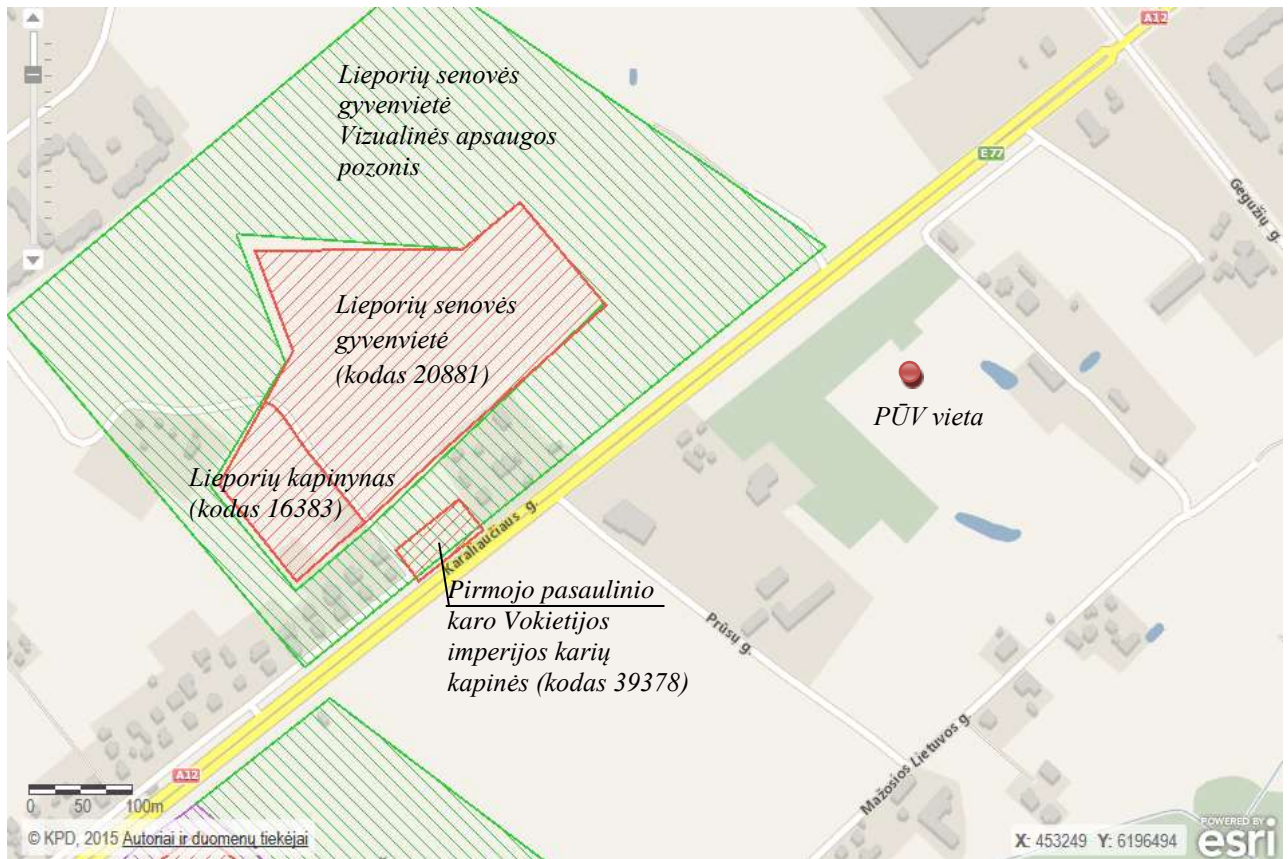 A12
Lieporių senovės
gyvenvietė
Vizualinės apsaugos
pozonis
E77
Gegužių g.
Lieporių senovės
gyvenvietė
(kodas 20881)
PŪV vieta
Lieporių kapinynas
(kodas 16383)
Karaliaučiaus g.
Pirmojo pasaulinio
karo Vokietijos
imperijos karių
kapinės (kodas 39378)
Prūsų g.
Mažosios Lietuvos g.
A12
0 50 100m
© KPD, 2015 Autoriai ir duomenų tiekėjai
X: 453249 Y: 6196494
POWERED BY
esri